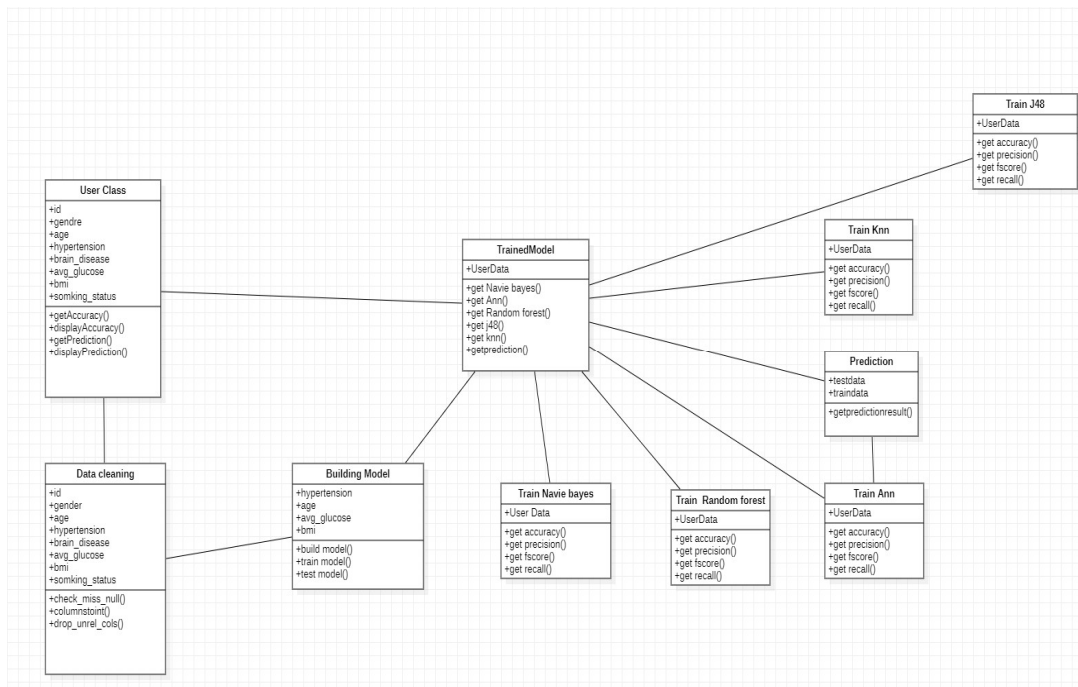 Train J48
+UserData
+get accuracy()
+get precision()
+get fscore()
+get recall()
User Class
+id
+gendre
+age
+hypertension
+brain_disease
+avg_glucose
+bmi
+somking_status
+getAccuracy()
+displayAccuracy()
+getPrediction()
+displayPrediction()
TrainedModel
+UserData
+get Navie bayes()
+get Ann()
+get Random forest()
+get j48()
+get knn()
+getprediction()
Train Knn
+UserData
+get accuracy()
+get precision()
+get fscore()
+get recall()
Prediction
+testdata
+traindata
+getpredictionresult()
Data cleaning
+id
+gender
+age
+hypertension
+brain_disease
+avg_glucose
+bmi
+somking_status
+check_miss_null()
+columnstoint()
+drop_unrel_cols()
Building Model
+hypertension
+age
+avg_glucose
+bmi
+build model()
+train model()
+test model()
Train Navie bayes
+User Data
+get accuracy()
+get precision()
+get fscore()
+get recall()
Train Random forest
+UserData
+get accuracy()
+get precision()
+get fscore()
+get recall()
Train Ann
+UserData
+get accuracy()
+get precision()
+get fscore()
+get recall()